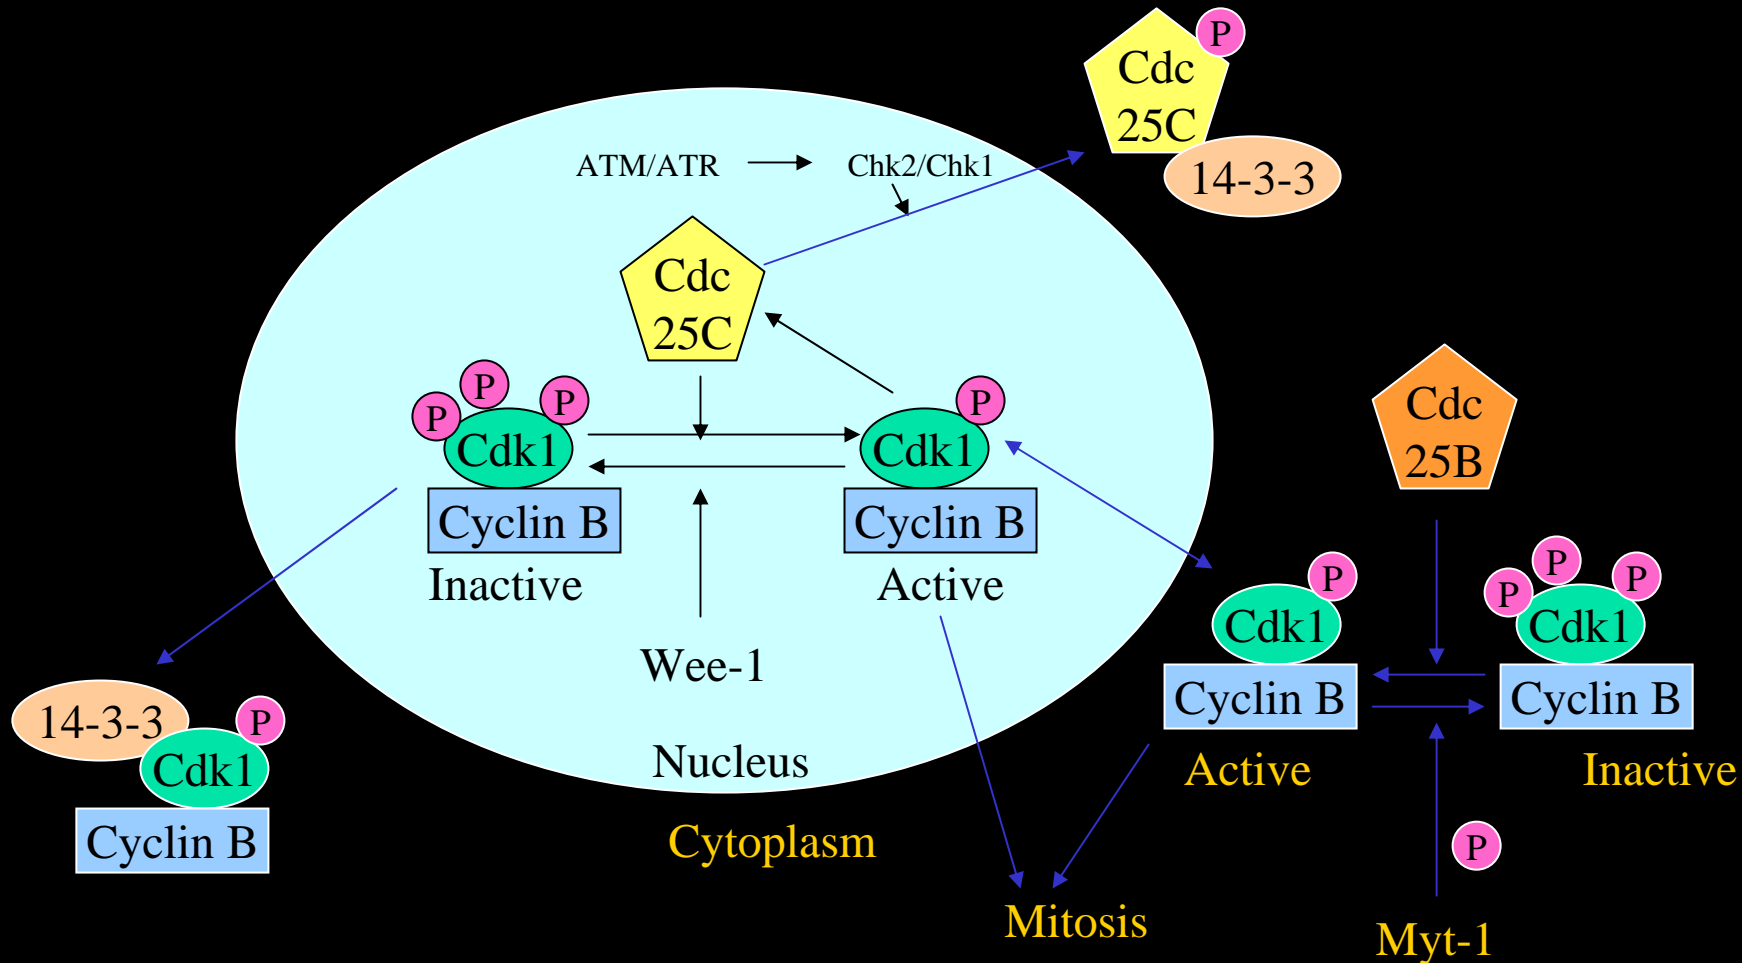 P
Cdc
25C
14-3-3
ATM/ATR
Chk2/Chk1
Cdc
25C
P
P
P
Cdk1
Cyclin B
Inactive
P
Cdk1
Cyclin B
Active
Wee-1
Nucleus
Cytoplasm
14-3-3
P
Cdk1
Cyclin B
Cdc
25B
P
Cdk1
Cyclin B
Active
P
P
P
Cdk1
Cyclin B
Inactive
P
Myt-1
Mitosis